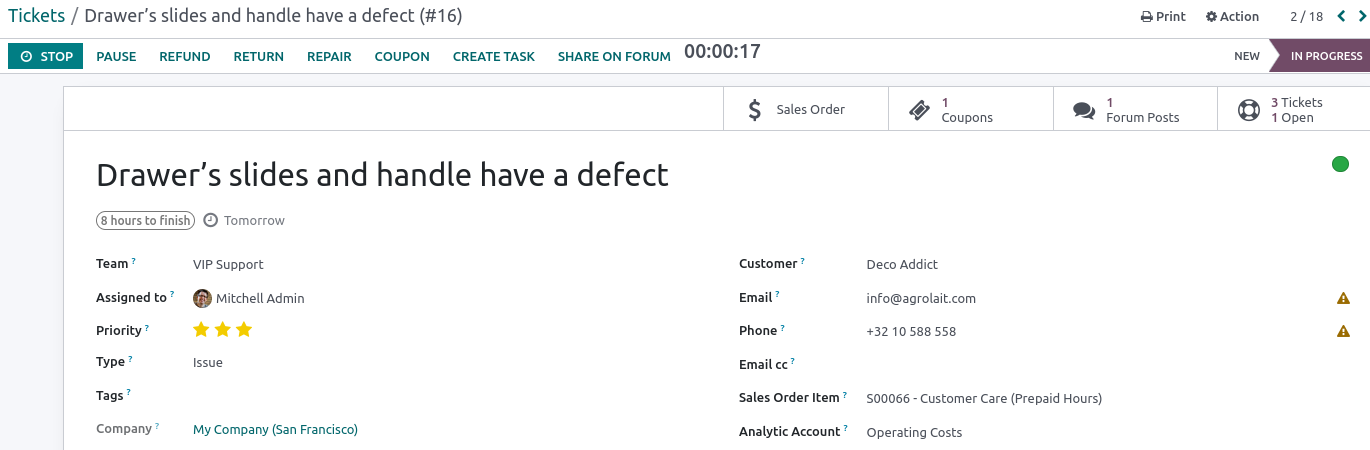 Tickets / Drawer’s slides and handle have a defect (#16)
Print
Action
2 / 18
STOP
PAUSE
REFUND
RETURN
REPAIR
COUPON
CREATE TASK
SHARE ON FORUM
00:00:17
NEW
IN PROGRESS
Sales Order
1
Coupons
1
Forum Posts
3 Tickets
1 Open
Drawer’s slides and handle have a defect
8 hours to finish
Tomorrow
Team ? VIP Support
Assigned to ? Mitchell Admin
Priority ?
Type ? Issue
Tags ?
Company ? My Company (San Francisco)
Customer ? Deco Addict
Email ? info@agrolait.com
Phone ? +32 10 588 558
Email cc ?
Sales Order Item ? S00066 - Customer Care (Prepaid Hours)
Analytic Account ? Operating Costs